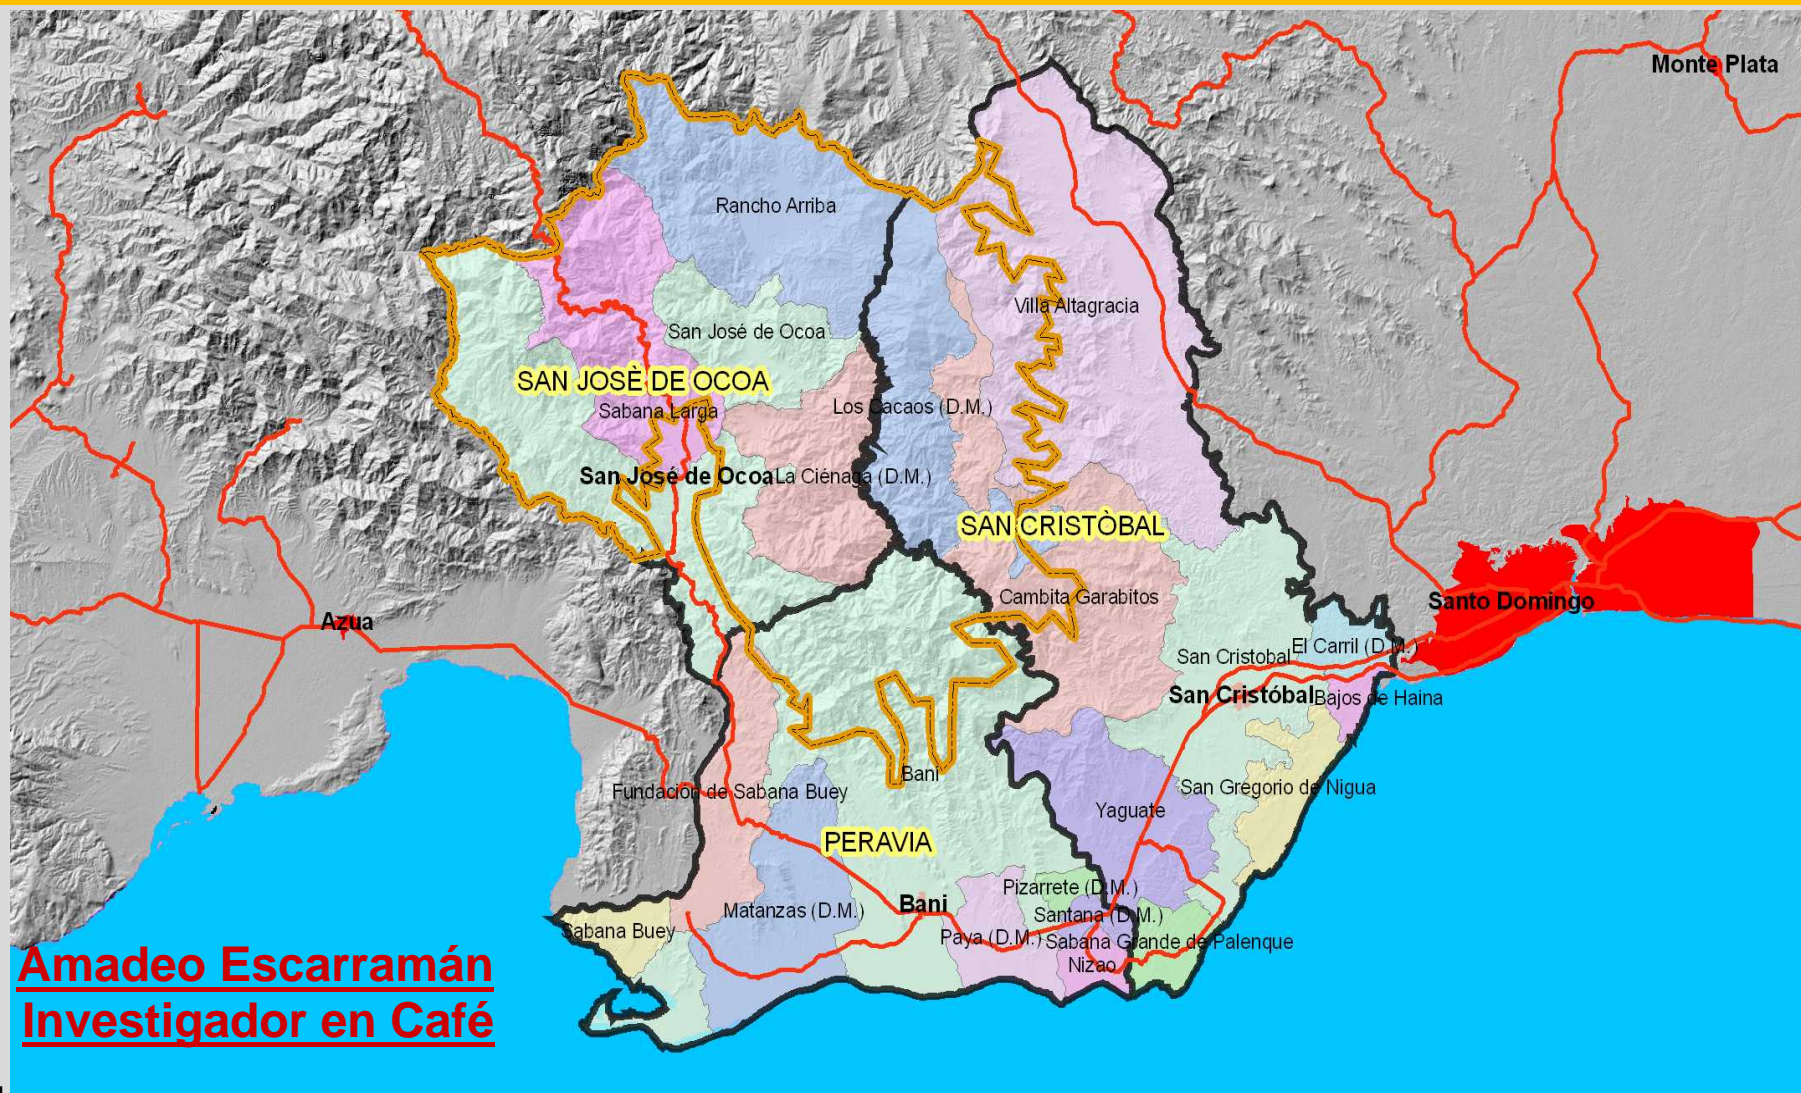 Monte Plata
Rancho Arriba
Villa Altagracia
San José de Ocoa
SAN JOSÈ DE OCOA
Sabana Larga
Los Cacaos (D.M.)
San José de Ocoa
La Ciénaga (D.M.)
SAN CRISTÒBAL
Cambita Garabitos
Santo Domingo
Azua
San Cristobal
El Carril (D.M.)
San Cristóbal
Bajos de Haina
Bani
Fundación de Sabana Buey
San Gregorio de Nigua
Yaguate
PERAVIA
Pizarrete (D.M.)
Bani
Matanzas (D.M.)
Santana (D.M.)
Sabana Buey
Paya (D.M.)
Sabana Grande de Palenque
Nizao
Amadeo Escarramán
Investigador en Café